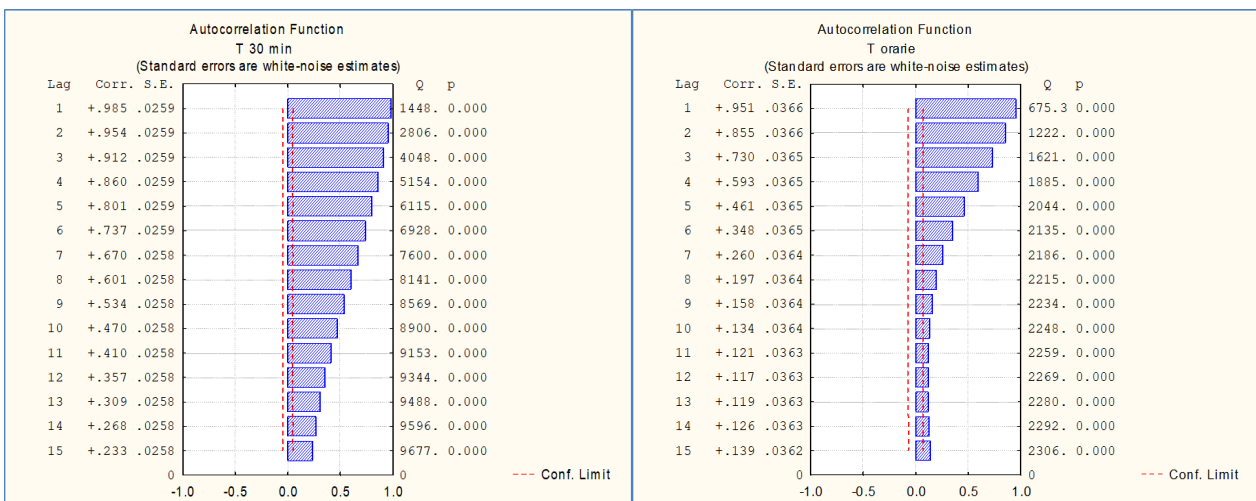 Autocorrelation Function
T 30 min
(Standard errors are white-noise estimates)
Lag Corr. S.E. Q p
1 +.985 .0259 1448. 0.000
2 +.954 .0259 2806. 0.000
3 +.912 .0259 4048. 0.000
4 +.860 .0259 5154. 0.000
5 +.801 .0259 6115. 0.000
6 +.737 .0259 6928. 0.000
7 +.670 .0258 7600. 0.000
8 +.601 .0258 8141. 0.000
9 +.534 .0258 8569. 0.000
10 +.470 .0258 8900. 0.000
11 +.410 .0258 9153. 0.000
12 +.357 .0258 9344. 0.000
13 +.309 .0258 9488. 0.000
14 +.268 .0258 9596. 0.000
15 +.233 .0258 9677. 0.000
0 0
-1.0 -0.5 0.0 0.5 1.0
Conf. Limit
Autocorrelation Function
T orarie
(Standard errors are white-noise estimates)
Lag Corr. S.E. Q p
1 +.951 .0366 675.3 0.000
2 +.855 .0366 1222. 0.000
3 +.730 .0365 1621. 0.000
4 +.593 .0365 1885. 0.000
5 +.461 .0365 2044. 0.000
6 +.348 .0365 2135. 0.000
7 +.260 .0364 2186. 0.000
8 +.197 .0364 2215. 0.000
9 +.158 .0364 2234. 0.000
10 +.134 .0364 2248. 0.000
11 +.121 .0363 2259. 0.000
12 +.117 .0363 2269. 0.000
13 +.119 .0363 2280. 0.000
14 +.126 .0363 2292. 0.000
15 +.139 .0362 2306. 0.000
0 0
-1.0 -0.5 0.0 0.5 1.0
Conf. Limit